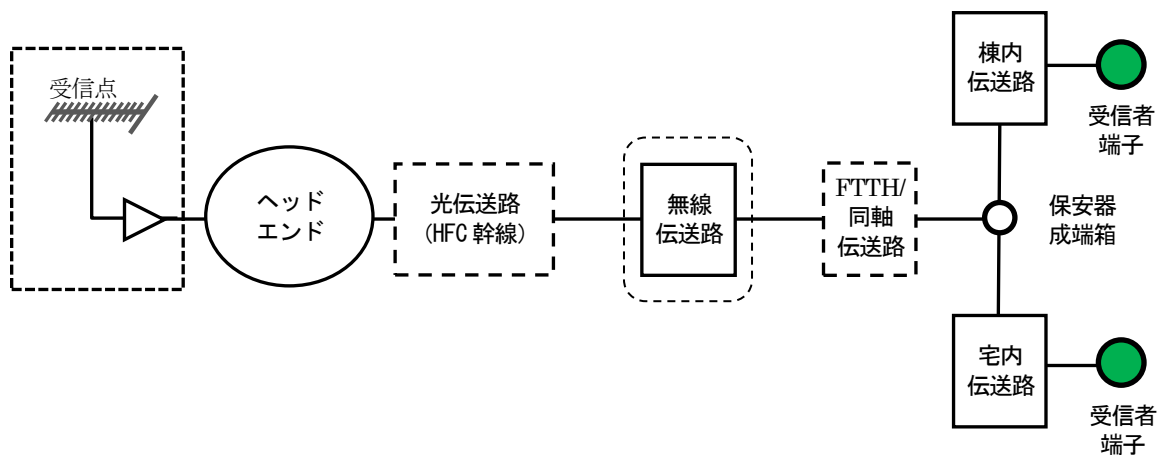 受信点
ヘッド
エンド
光伝送路
(HFC 幹線)
無線
伝送路
FTTH/
同軸
伝送路
保安器
成端箱
棟内
伝送路
受信者
端子
宅内
伝送路
受信者
端子